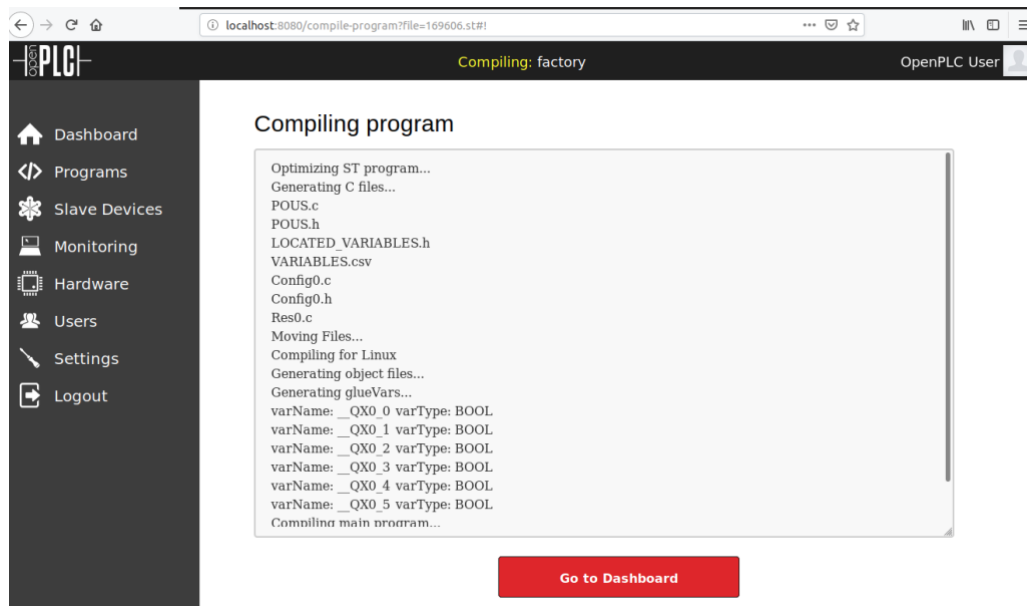 localhost:8080/compile-program?file=169606.st#!
open PLC
Compiling: factory
OpenPLC User
Dashboard
Programs
Slave Devices
Monitoring
Hardware
Users
Settings
Logout
Compiling program
Optimizing ST program...
Generating C files...
POUS.c
POUS.h
LOCATED_VARIABLES.h
VARIABLES.csv
Config0.c
Config0.h
Res0.c
Moving Files...
Compiling for Linux
Generating object files...
Generating glueVars...
varName: __QX0_0 varType: BOOL
varName: __QX0_1 varType: BOOL
varName: __QX0_2 varType: BOOL
varName: __QX0_3 varType: BOOL
varName: __QX0_4 varType: BOOL
varName: __QX0_5 varType: BOOL
Compiling main program...
Go to Dashboard